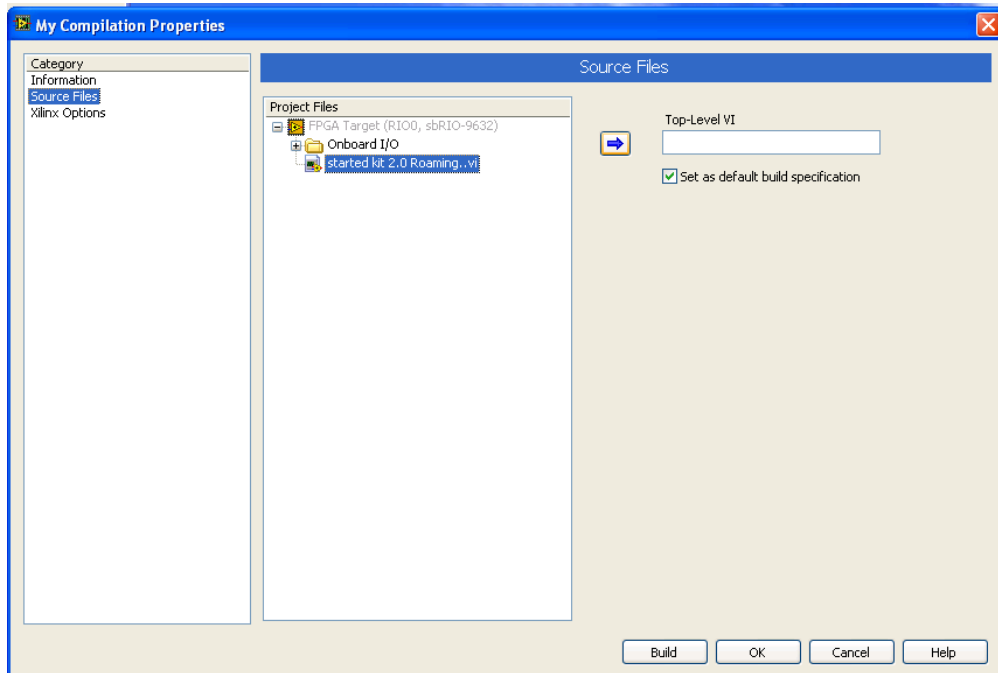 My Compilation Properties
Category
Information
Source Files
Xilinx Options
Source Files
Project Files
FPGA Target (RIO0, sbRIO-9632)
Onboard I/O
started kit 2.0 Roaming..vi
Top-Level VI
Set as default build specification
Build
OK
Cancel
Help